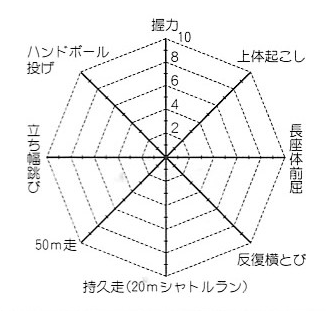 握力
10
8
6
4
2
ハンドボール
投げ
上体起こし
立ち幅跳び
長座体前屈
50m走
反復横とび
持久走(20mシャトルラン)